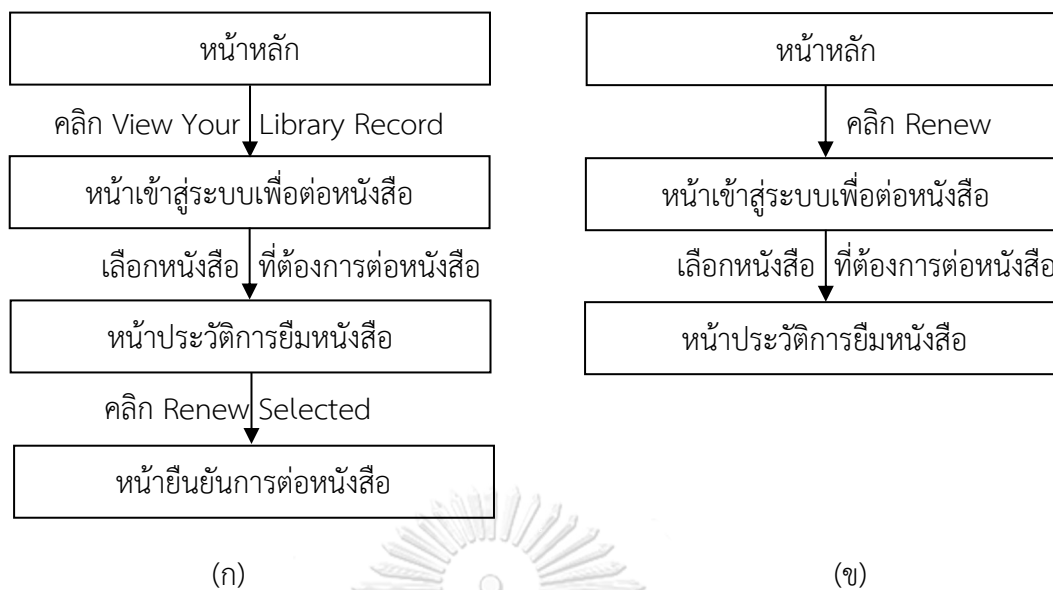 หน้าหลัก
คลิก View Your Library Record
หน้าเข้าสู่ระบบเพื่อต่อหนังสือ
เลือกหนังสือ ที่ต้องการต่อหนังสือ
หน้าประวัติการยืมหนังสือ
คลิก Renew Selected
หน้ายืนยันการต่อหนังสือ
(ก)
หน้าหลัก
คลิก Renew
หน้าเข้าสู่ระบบเพื่อต่อหนังสือ
เลือกหนังสือ ที่ต้องการต่อหนังสือ
หน้าประวัติการยืมหนังสือ
(ข)